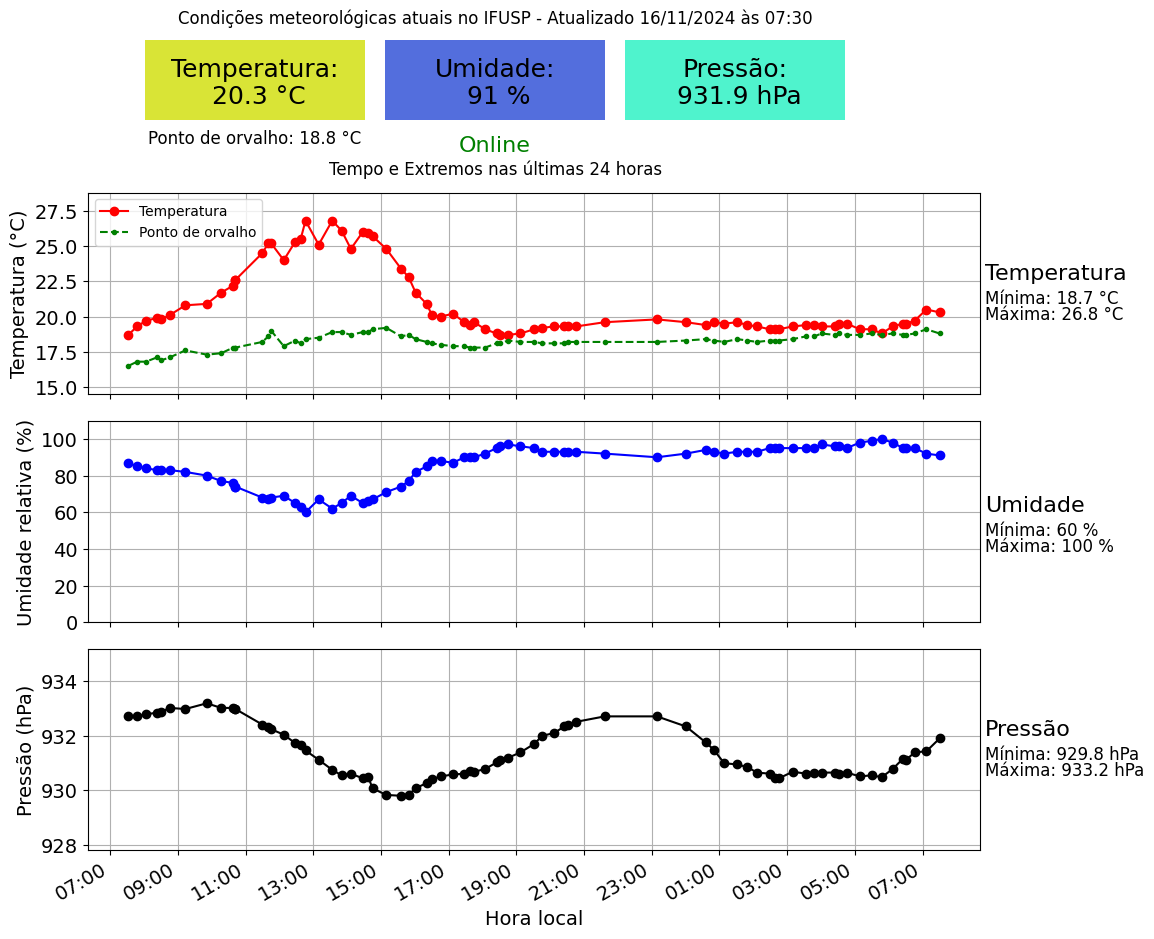 Condições meteorológicas atuais no IFUSP - Atualizado 16/11/2024 às 07:30
Temperatura:
20.3 °C
Umidade:
91 %
Pressão:
931.9 hPa
Ponto de orvalho: 18.8 °C
Online
Tempo e Extremos nas últimas 24 horas
Temperatura (°C)
27.5
25.0
22.5
20.0
17.5
15.0
Temperatura
Ponto de orvalho
Temperatura
Mínima: 18.7 °C
Máxima: 26.8 °C
Umidade relativa (%)
100
80
60
40
20
0
Umidade
Mínima: 60 %
Máxima: 100 %
Pressão (hPa)
934
932
930
928
Pressão
Mínima: 929.8 hPa
Máxima: 933.2 hPa
07:00
09:00
11:00
13:00
15:00
17:00
19:00
21:00
23:00
01:00
03:00
05:00
07:00
Hora local